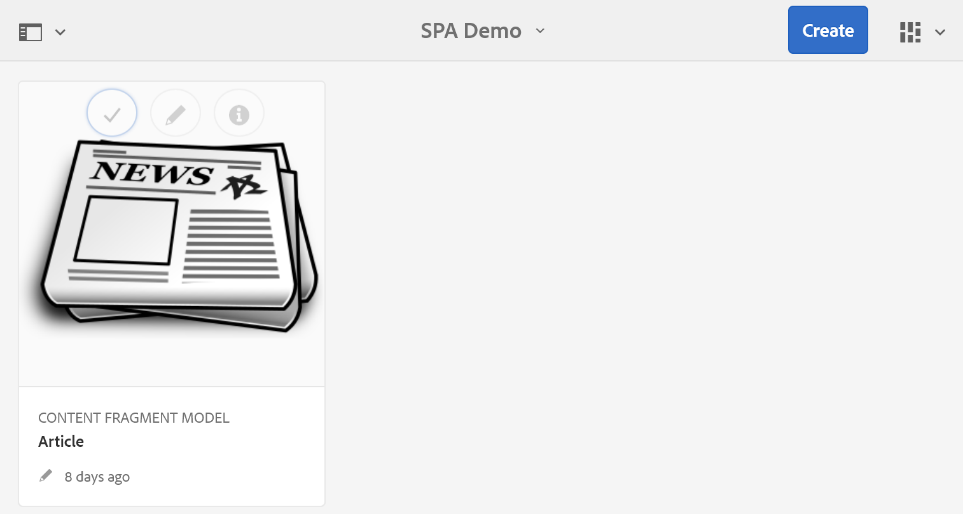 SPA Demo
Create
NEWS
CONTENT FRAGMENT MODEL
Article
8 days ago